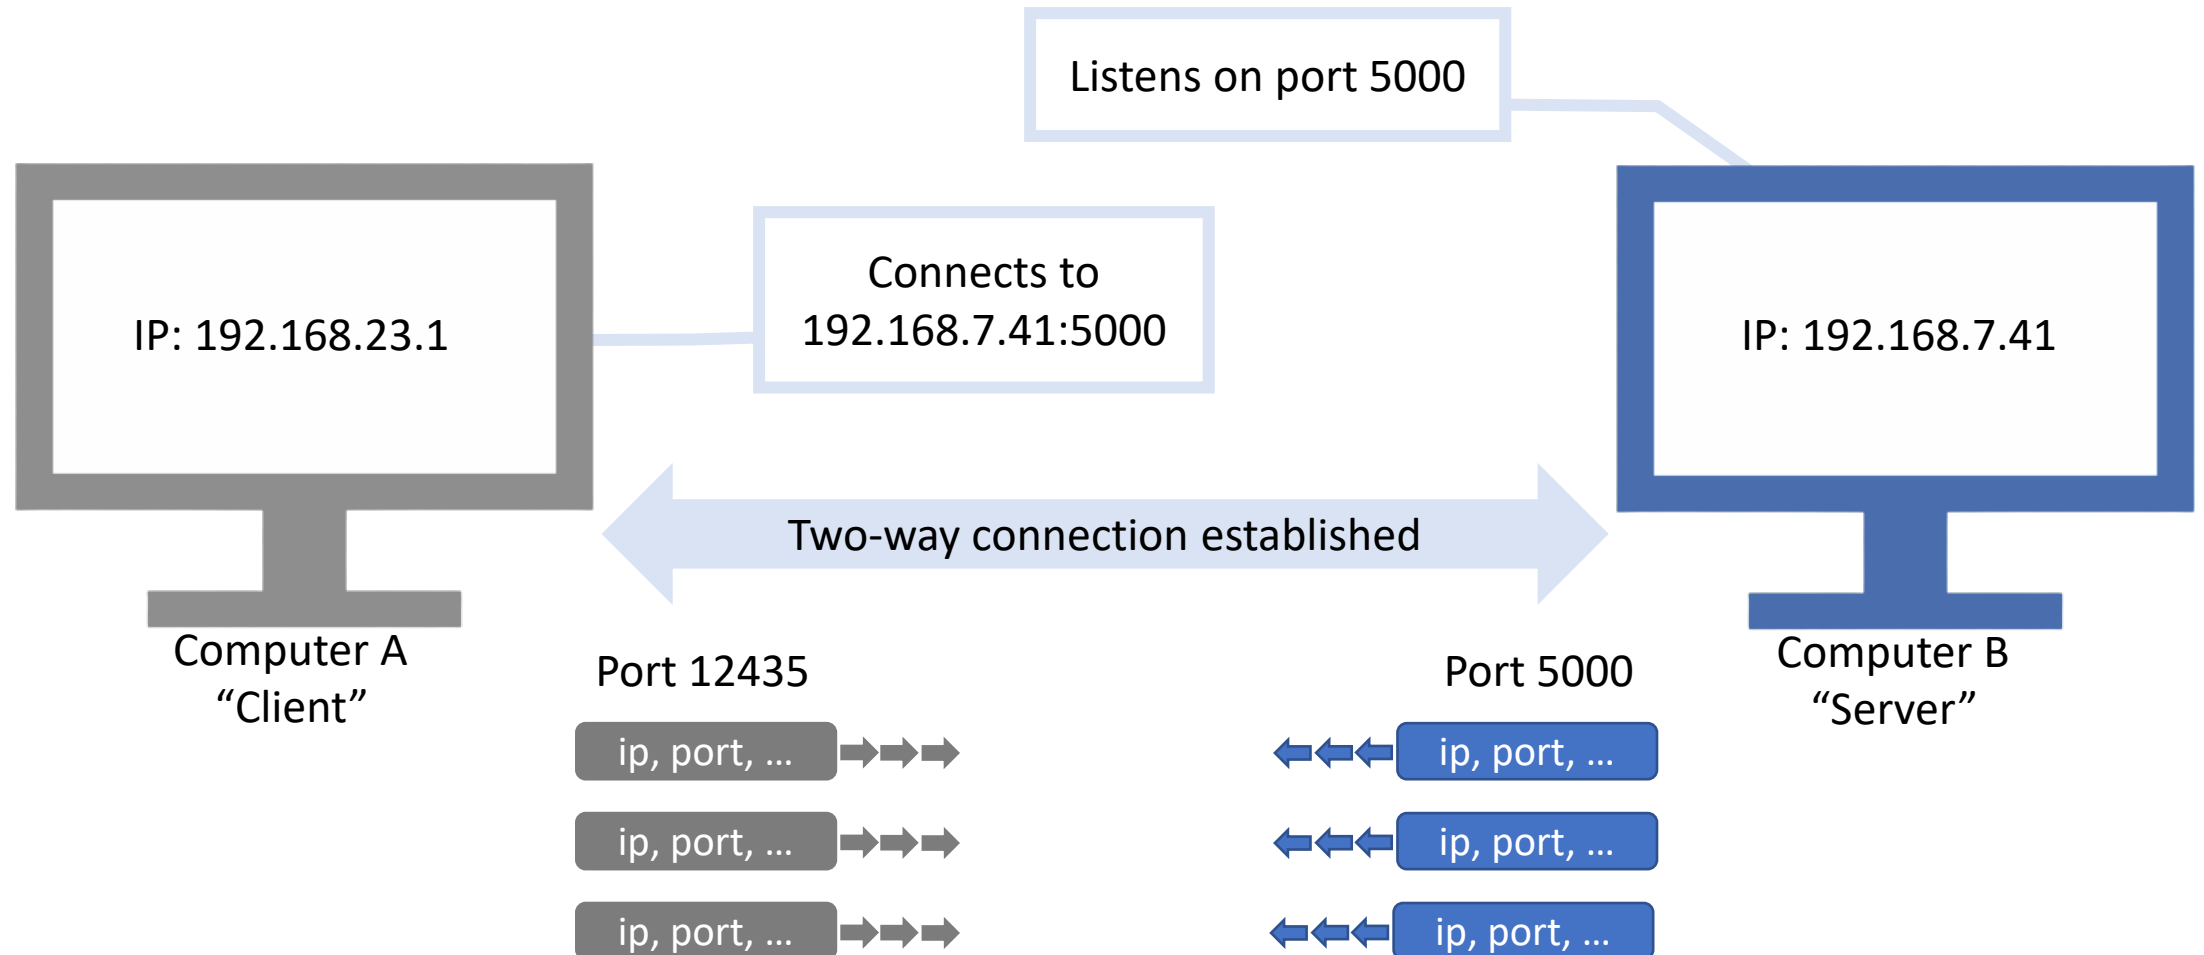 Listens on port 5000
Connects to
192.168.7.41:5000
IP: 192.168.23.1
IP: 192.168.7.41
Two-way connection established
Computer A
“Client”
Port 12435
Port 5000
Computer B
“Server”
ip, port, ...
ip, port, ...
ip, port, ...
ip, port, ...
ip, port, ...
ip, port, ...